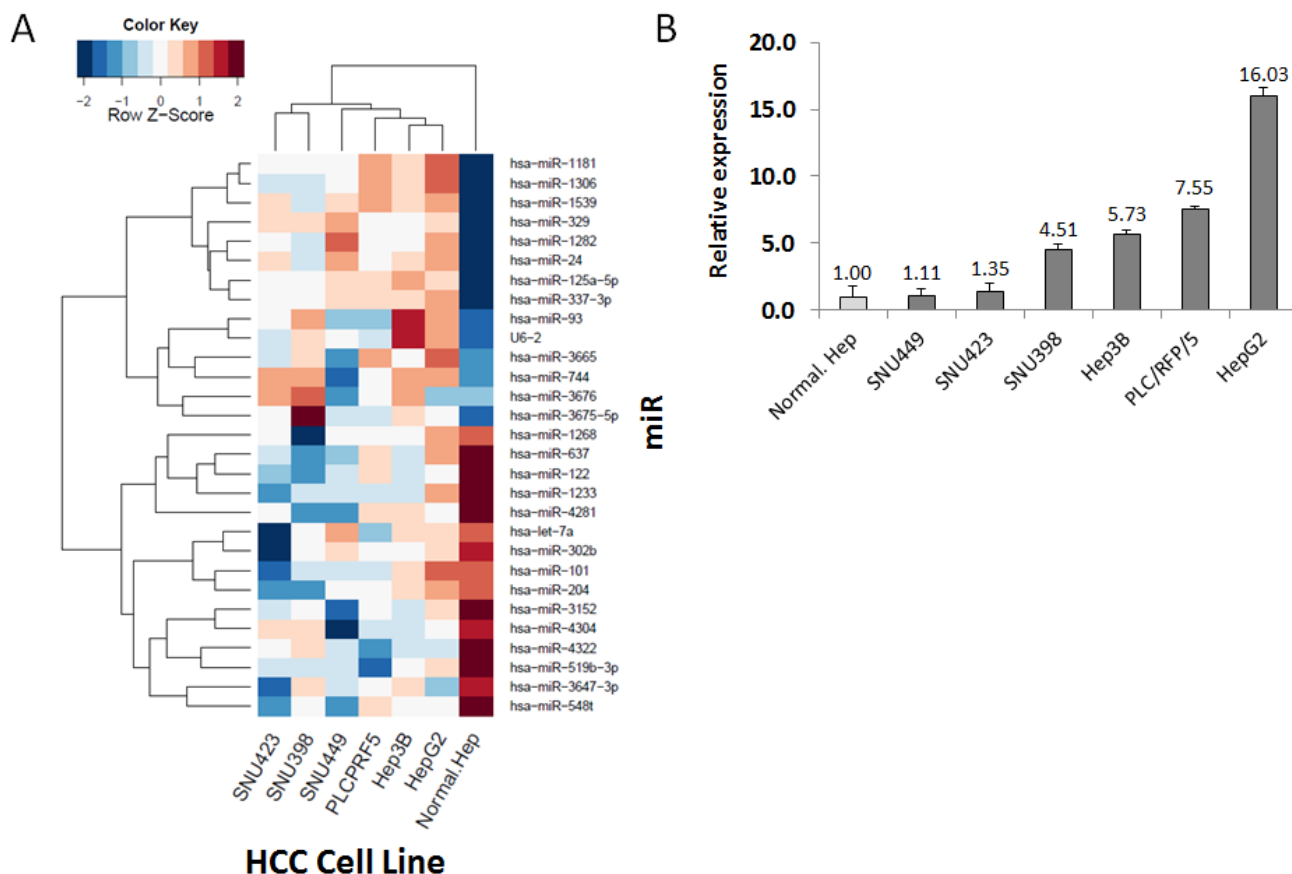 A
Color Key
−2 −1 0 1 2
Row Z−Score
hsa−miR−1181
hsa−miR−1306
hsa−miR−1539
hsa−miR−329
hsa−miR−1282
hsa−miR−24
hsa−miR−125a−5p
hsa−miR−337−3p
hsa−miR−93
U6−2
hsa−miR−3665
hsa−miR−744
hsa−miR−3676
hsa−miR−3675−5p
hsa−miR−1268
hsa−miR−637
hsa−miR−122
hsa−miR−1233
hsa−miR−4281
hsa−let−7a
hsa−miR−302b
hsa−miR−101
hsa−miR−204
hsa−miR−3152
hsa−miR−4304
hsa−miR−4322
hsa−miR−519b−3p
hsa−miR−3647−3p
hsa−miR−548t
miR
SNU423
SNU398
SNU449
PLCPRF5
Hep3B
HepG2
Normal.Hep
HCC Cell Line
B
Relative expression
20.0
15.0
10.0
5.0
0.0
1.00
1.11
1.35
4.51
5.73
7.55
16.03
Normal. Hep
SNU449
SNU423
SNU398
Hep3B
PLC/RFP/5
HepG2